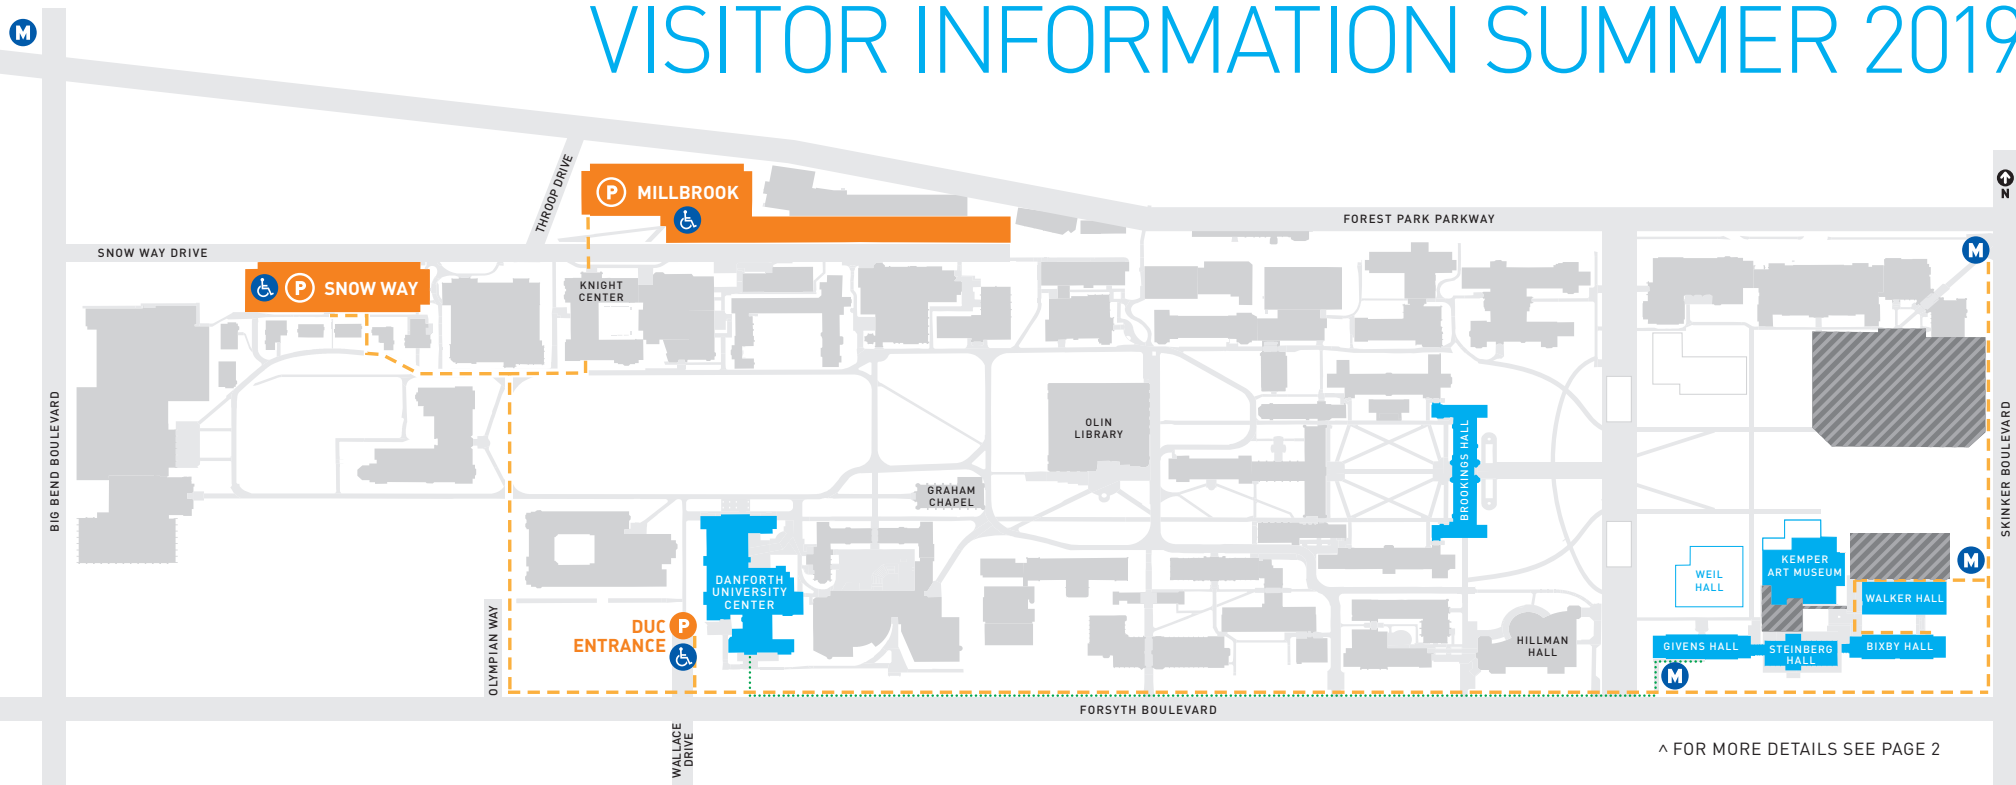 VISITOR INFORMATION SUMMER 2019
M
THROOP DRIVE
P MILLBROOK
N
FOREST PARK PARKWAY
SNOW WAY DRIVE
M
P SNOW WAY
KNIGHT
CENTER
BIG BEND BOULEVARD
OLIN
LIBRARY
BROOKINGS HALL
SKINKER BOULEVARD
GRAHAM
CHAPEL
KEMPER
ART MUSEUM
M
WEIL
HALL
DANFORTH
UNIVERSITY
CENTER
WALKER HALL
OLYMPIAN WAY
DUC P
ENTRANCE
HILLMAN
HALL
GIVENS HALL
STEINBERG
HALL
BIXBY HALL
M
FORSYTH BOULEVARD
WALLACE
DRIVE
^ FOR MORE DETAILS SEE PAGE 2